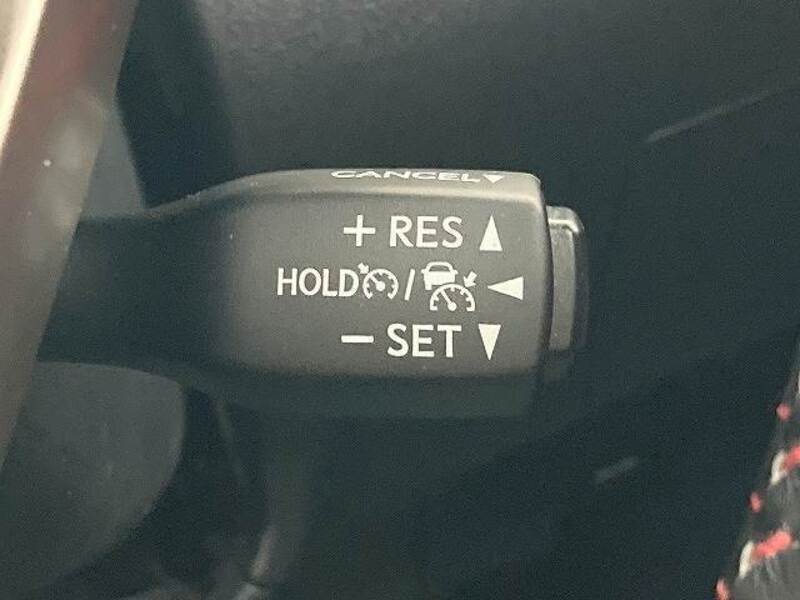 CANCEL▼
+ RES ▲
HOLD / ◀
− SET ▼